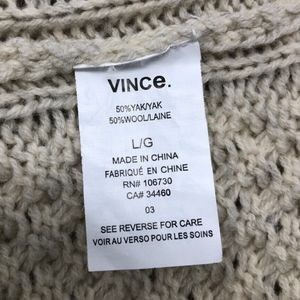 VINCe.
50%YAK/YAK
50%WOOL/LAINE
L/G
MADE IN CHINA
FABRIQUÉ EN CHINE
RN# 106730
CA# 34460
03
SEE REVERSE FOR CARE
VOIR AU VERSO POUR LES SOINS